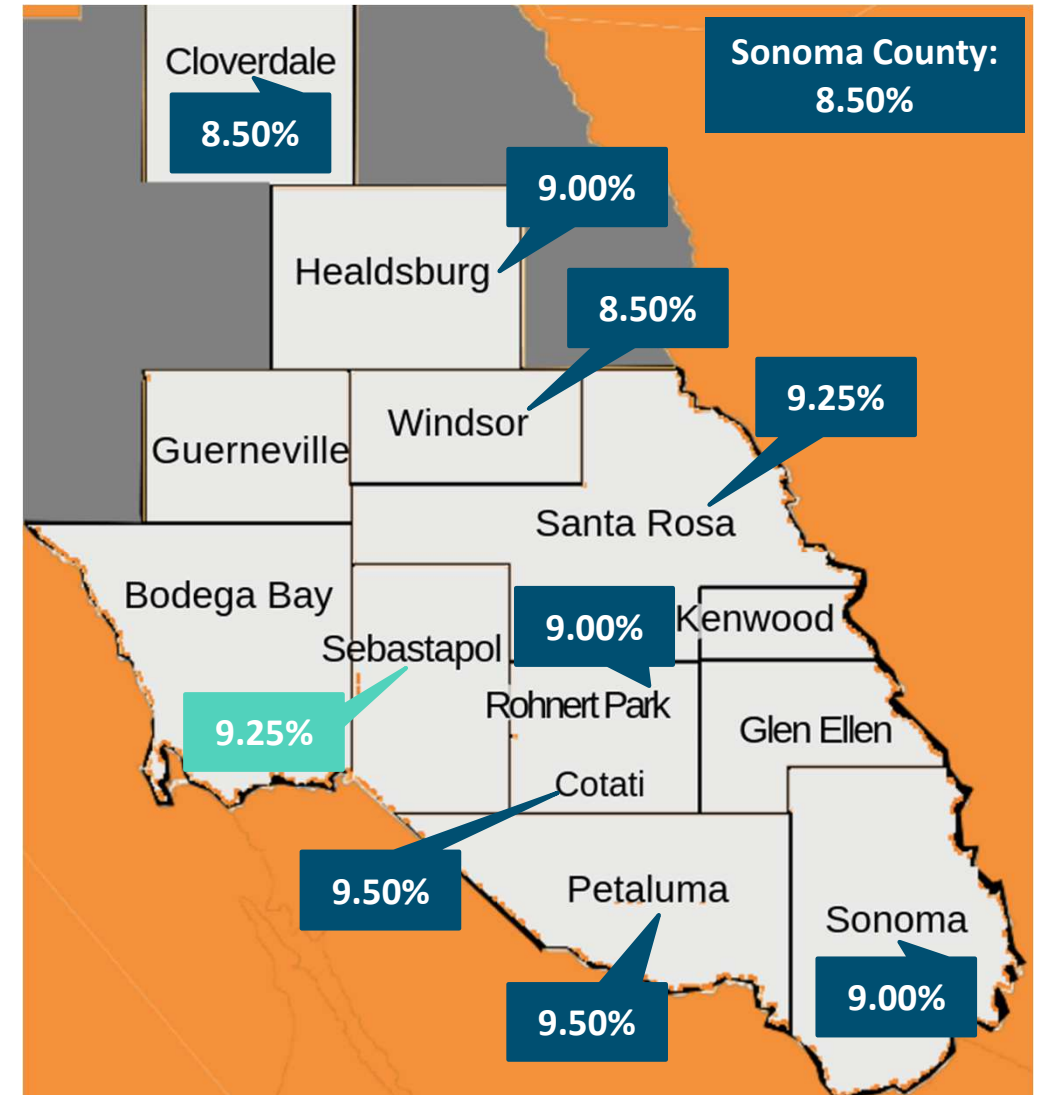 Cloverdale
8.50%
Sonoma County:
8.50%
9.00%
Healdsburg
8.50%
Windsor
9.25%
Guerneville
Santa Rosa
Bodega Bay
9.00%
Kenwood
Sebastapol
9.25%
Rohnert Park
Glen Ellen
Cotati
9.50%
Petaluma
Sonoma
9.50%
9.00%